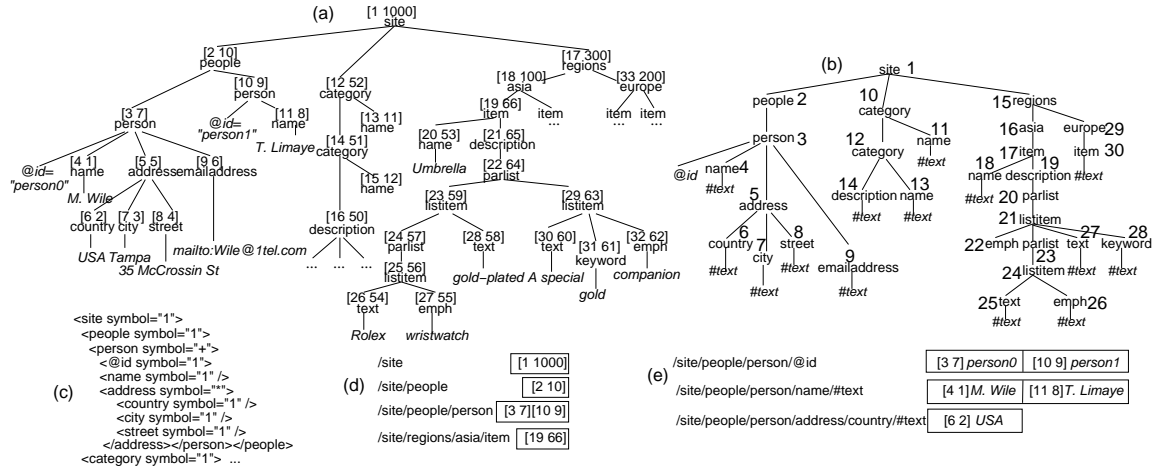 (a)
[1 1000]
site
[2 10]
people
[17 300]
regions
[10 9]
person
[12 52]
category
[18 100]
asia
[33 200]
europe
[3 7]
person
@id=
"person1"
[11 8]
name
T. Limaye
[13 11]
name
[19 66]
item
item
...
item
item
...
[14 51]
category
[20 53]
name
Umbrella
[21 65]
description
@id=
"person0"
[4 1]
name
M. Wile
[5 5]
address
[9 6]
emailaddress
[15 12]
name
[22 64]
parlist
[6 2]
country
[7 3]
city
[8 4]
street
[16 50]
description
[23 59]
listitem
[29 63]
listitem
USA
Tampa
35 McCrossin St
mailto:Wile@1tel.com
... ... ...
[24 57]
parlist
[28 58]
text
gold−plated
[30 60]
text
A special
[31 61]
keyword
gold
[32 62]
emph
companion
[25 56]
listitem
[26 54]
text
Rolex
[27 55]
emph
wristwatch
(b)
site 1
people 2
10
category
15 regions
person 3
12
category
11
name
#text
16 asia
europe 29
17 item
item 30
@id
name 4
#text
18
name
19
description
#text
#text
5
address
14
description
13
name
#text
#text
20 parlist
21 listitem
6
country
7
city
8
street
9
emailaddress
#text
#text
#text
#text
22 emph
parlist
23
27
text
28
keyword
#text
#text
#text
24 listitem
25 text
emph 26
#text
#text
(c)
<site symbol="1">
<people symbol="1">
<person symbol="+">
<@id symbol="1">
<name symbol="1" />
<address symbol="*">
<country symbol="1" />
<city symbol="1" />
<street symbol="1" />
</address></person></people>
<category symbol="1"> ...
(d)
/site [1 1000]
/site/people [2 10]
/site/people/person [3 7][10 9]
/site/regions/asia/item [19 66]
(e)
/site/people/person/@id [3 7] person0 [10 9] person1
/site/people/person/name/#text [4 1] M. Wile [11 8] T. Limaye
/site/people/person/address/country/#text [6 2] USA